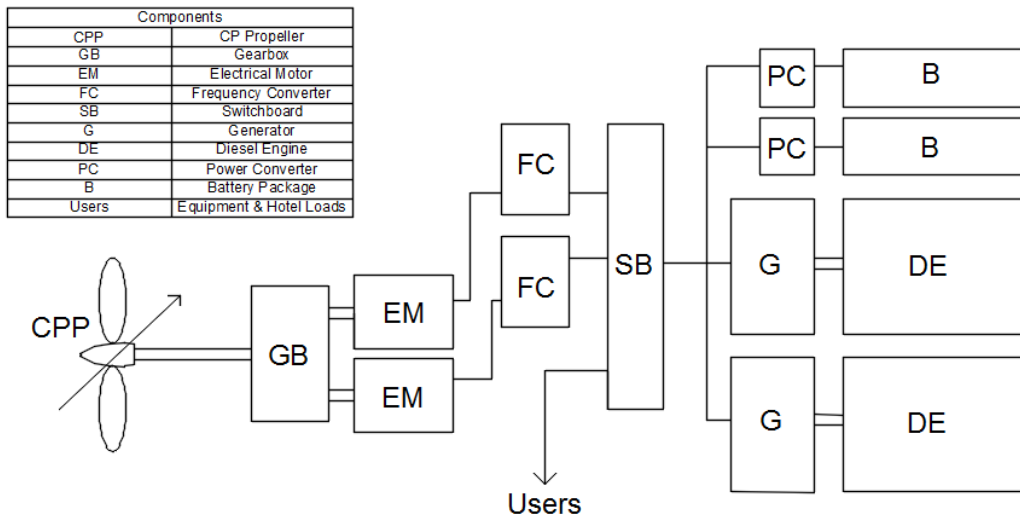 Components
CPP CP Propeller
GB Gearbox
EM Electrical Motor
FC Frequency Converter
SB Switchboard
G Generator
DE Diesel Engine
PC Power Converter
B Battery Package
Users Equipment & Hotel Loads
PC B
PC B
FC
FC
SB
G DE
CPP
GB
EM
EM
G DE
Users